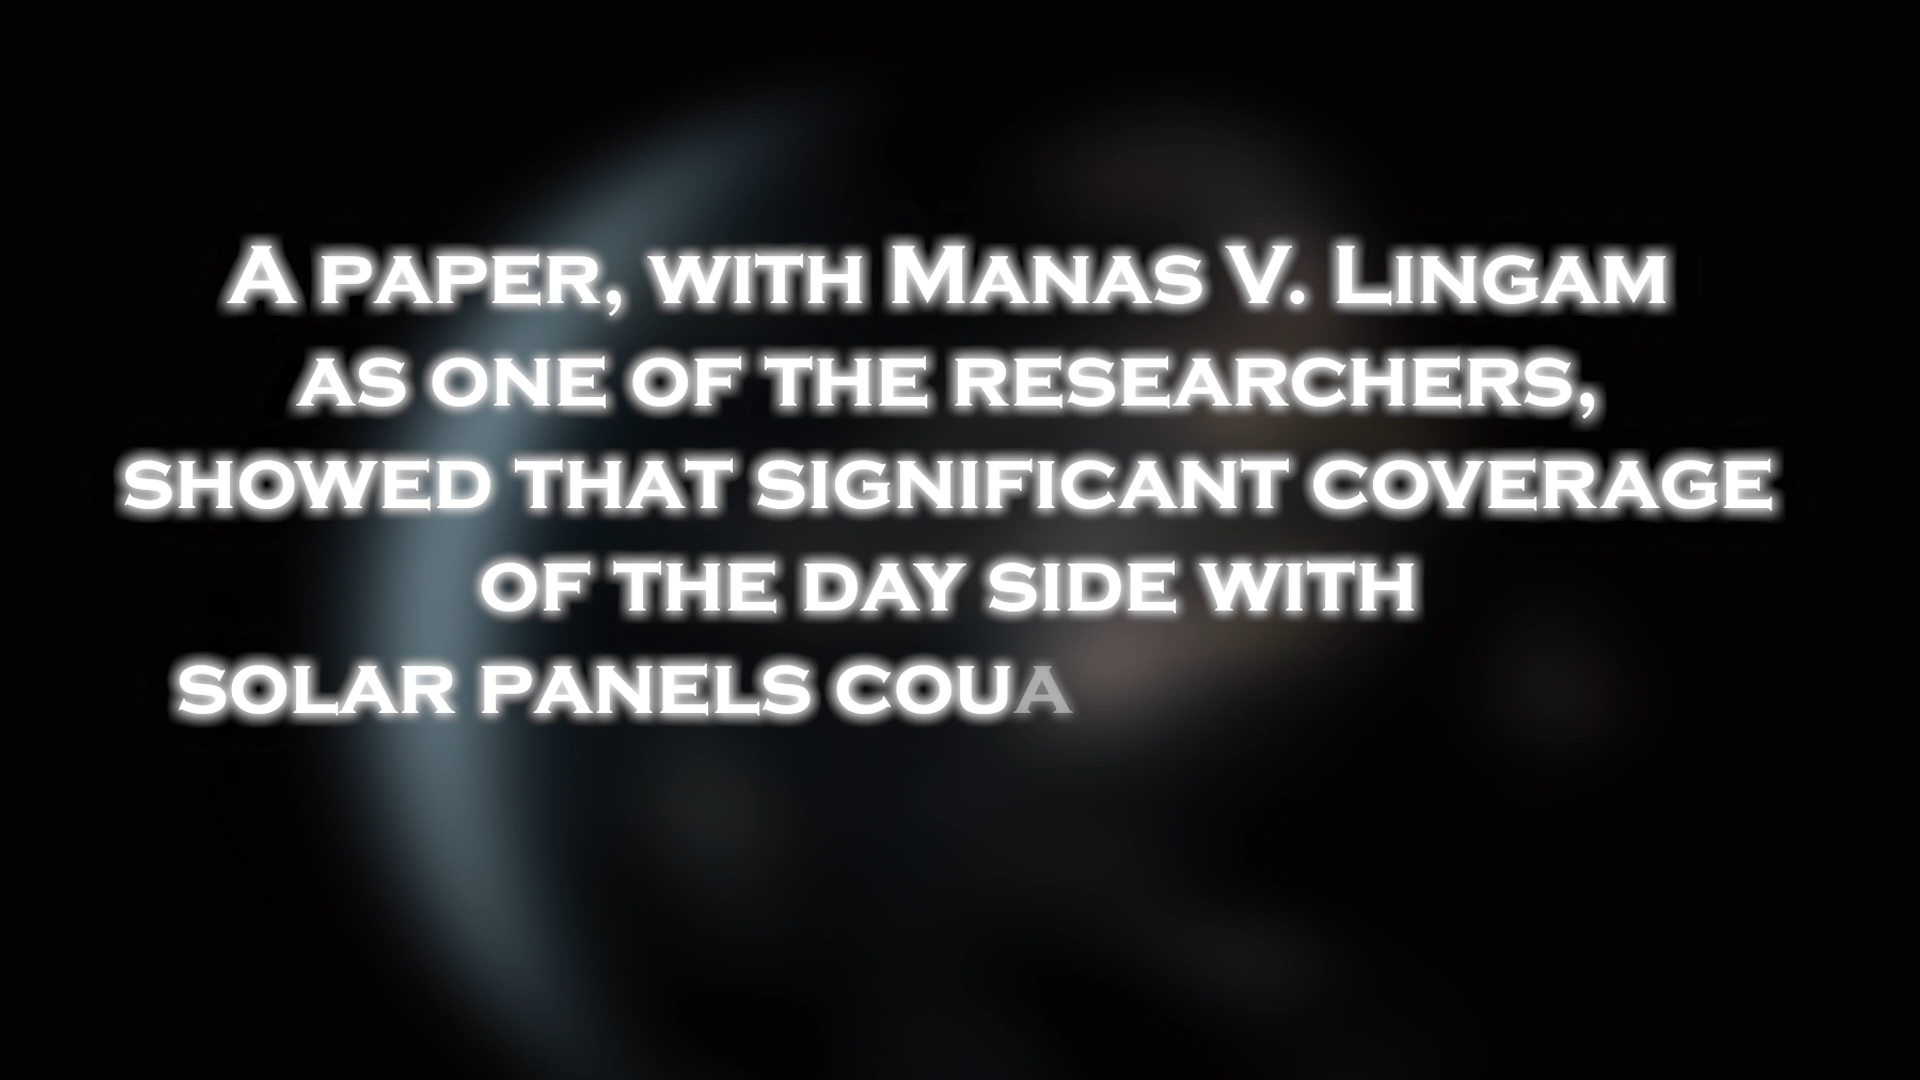 A PAPER, WITH MANAS V. LINGAM
AS ONE OF THE RESEARCHERS,
SHOWED THAT SIGNIFICANT COVERAGE
OF THE DAY SIDE WITH
SOLAR PANELS COUA